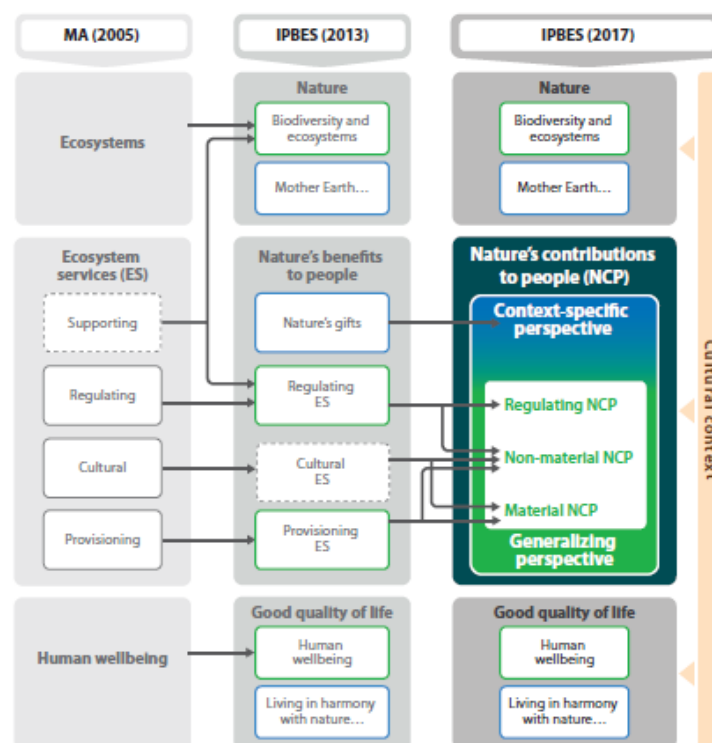 MA (2005)
IPBES (2013)
IPBES (2017)
Ecosystems
Nature
Biodiversity and
ecosystems
Mother Earth...
Nature
Biodiversity and
ecosystems
Mother Earth...
Ecosystem
services (ES)
Supporting
Regulating
Cultural
Provisioning
Nature's benefits
to people
Nature's gifts
Regulating
ES
Cultural
ES
Provisioning
ES
Nature's contributions
to people (NCP)
Context-specific
perspective
Regulating NCP
Non-material NCP
Material NCP
Generalizing
perspective
Human wellbeing
Good quality of life
Human
wellbeing
Living in harmony
with nature...
Good quality of life
Human
wellbeing
Living in harmony
with nature...
Cultural context